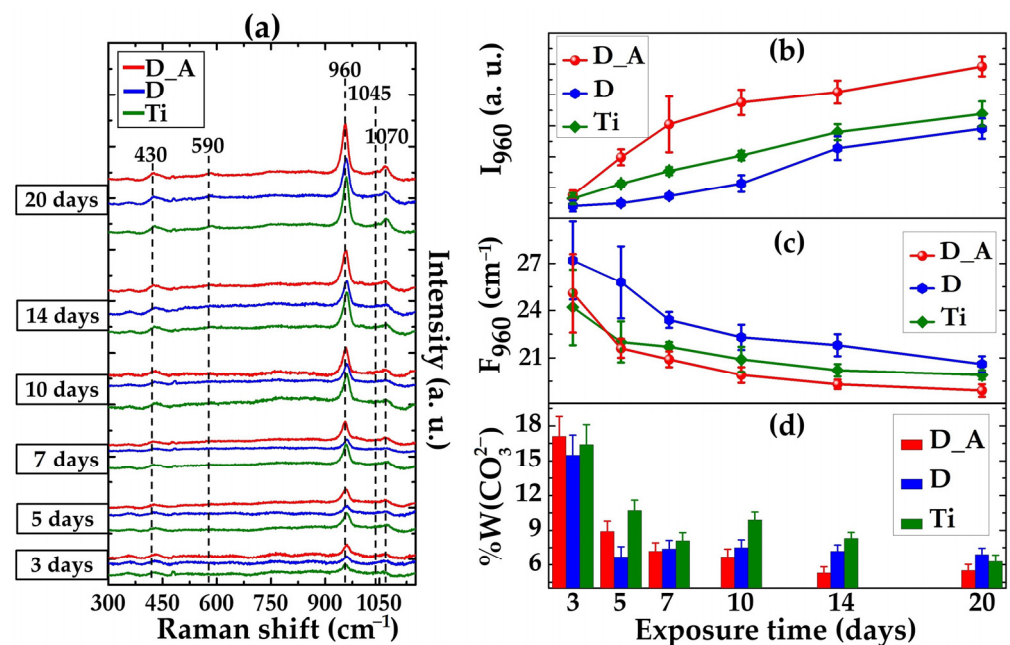 (a)
D_A
D
Ti
960
1045
1070
430
590
20 days
14 days
10 days
7 days
5 days
3 days
300 450 600 750 900 1050
Raman shift (cm⁻¹)
Intensity (a. u.)
(b)
D_A
D
Ti
I₉₆₀ (a. u.)
(c)
D_A
D
Ti
27
24
21
F₉₆₀ (cm⁻¹)
(d)
D_A
D
Ti
18
15
12
9
6
%W(CO₃²⁻)
3 5 7 10 14 20
Exposure time (days)